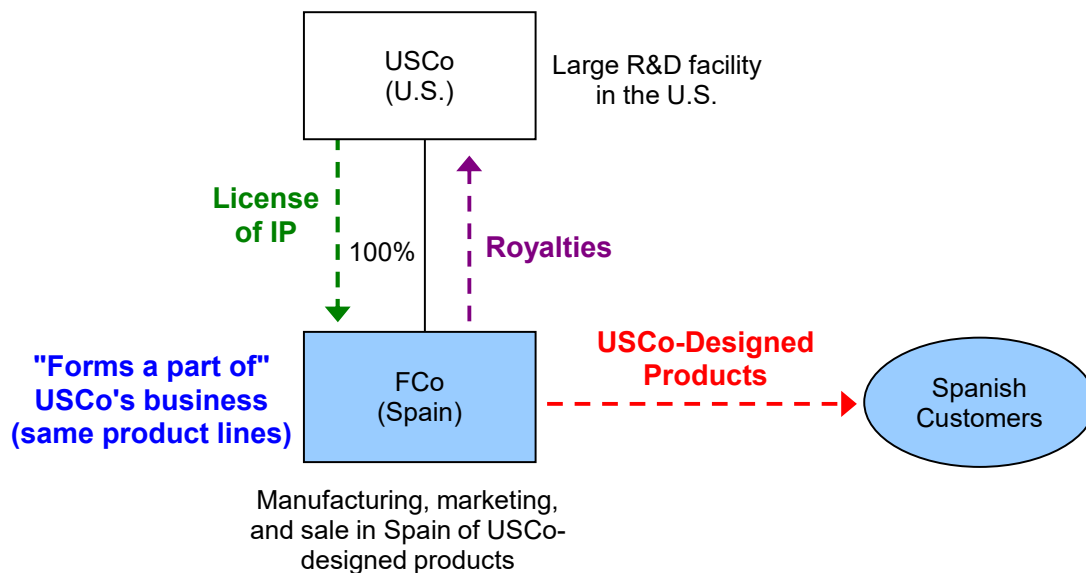 USCo
(U.S.)
Large R&D facility
in the U.S.
License
of IP
100%
Royalties
"Forms a part of"
USCo's business
(same product lines)
FCo
(Spain)
USCo-Designed
Products
Spanish
Customers
Manufacturing, marketing,
and sale in Spain of USCo-
designed products